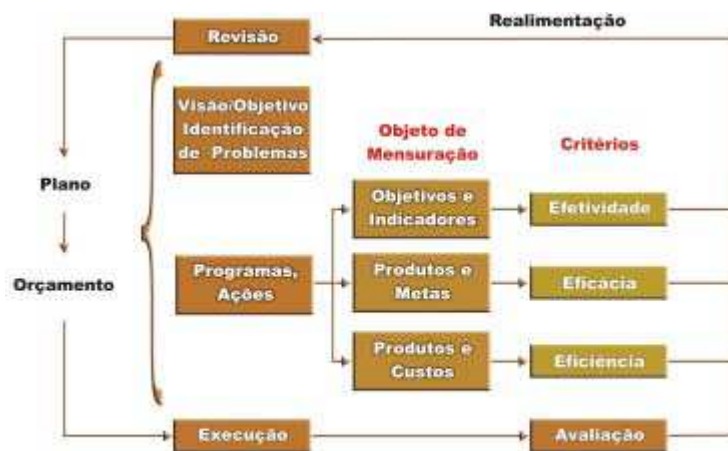 Realimentação
Revisão
Visão/Objetivo
Identificação
de Problemas
Objeto de
Mensuração
Critérios
Plano
Objetivos e
Indicadores
Efetividade
Orçamento
Programas,
Ações
Produtos e
Metas
Eficácia
Produtos e
Custos
Eficiência
Execução
Avaliação